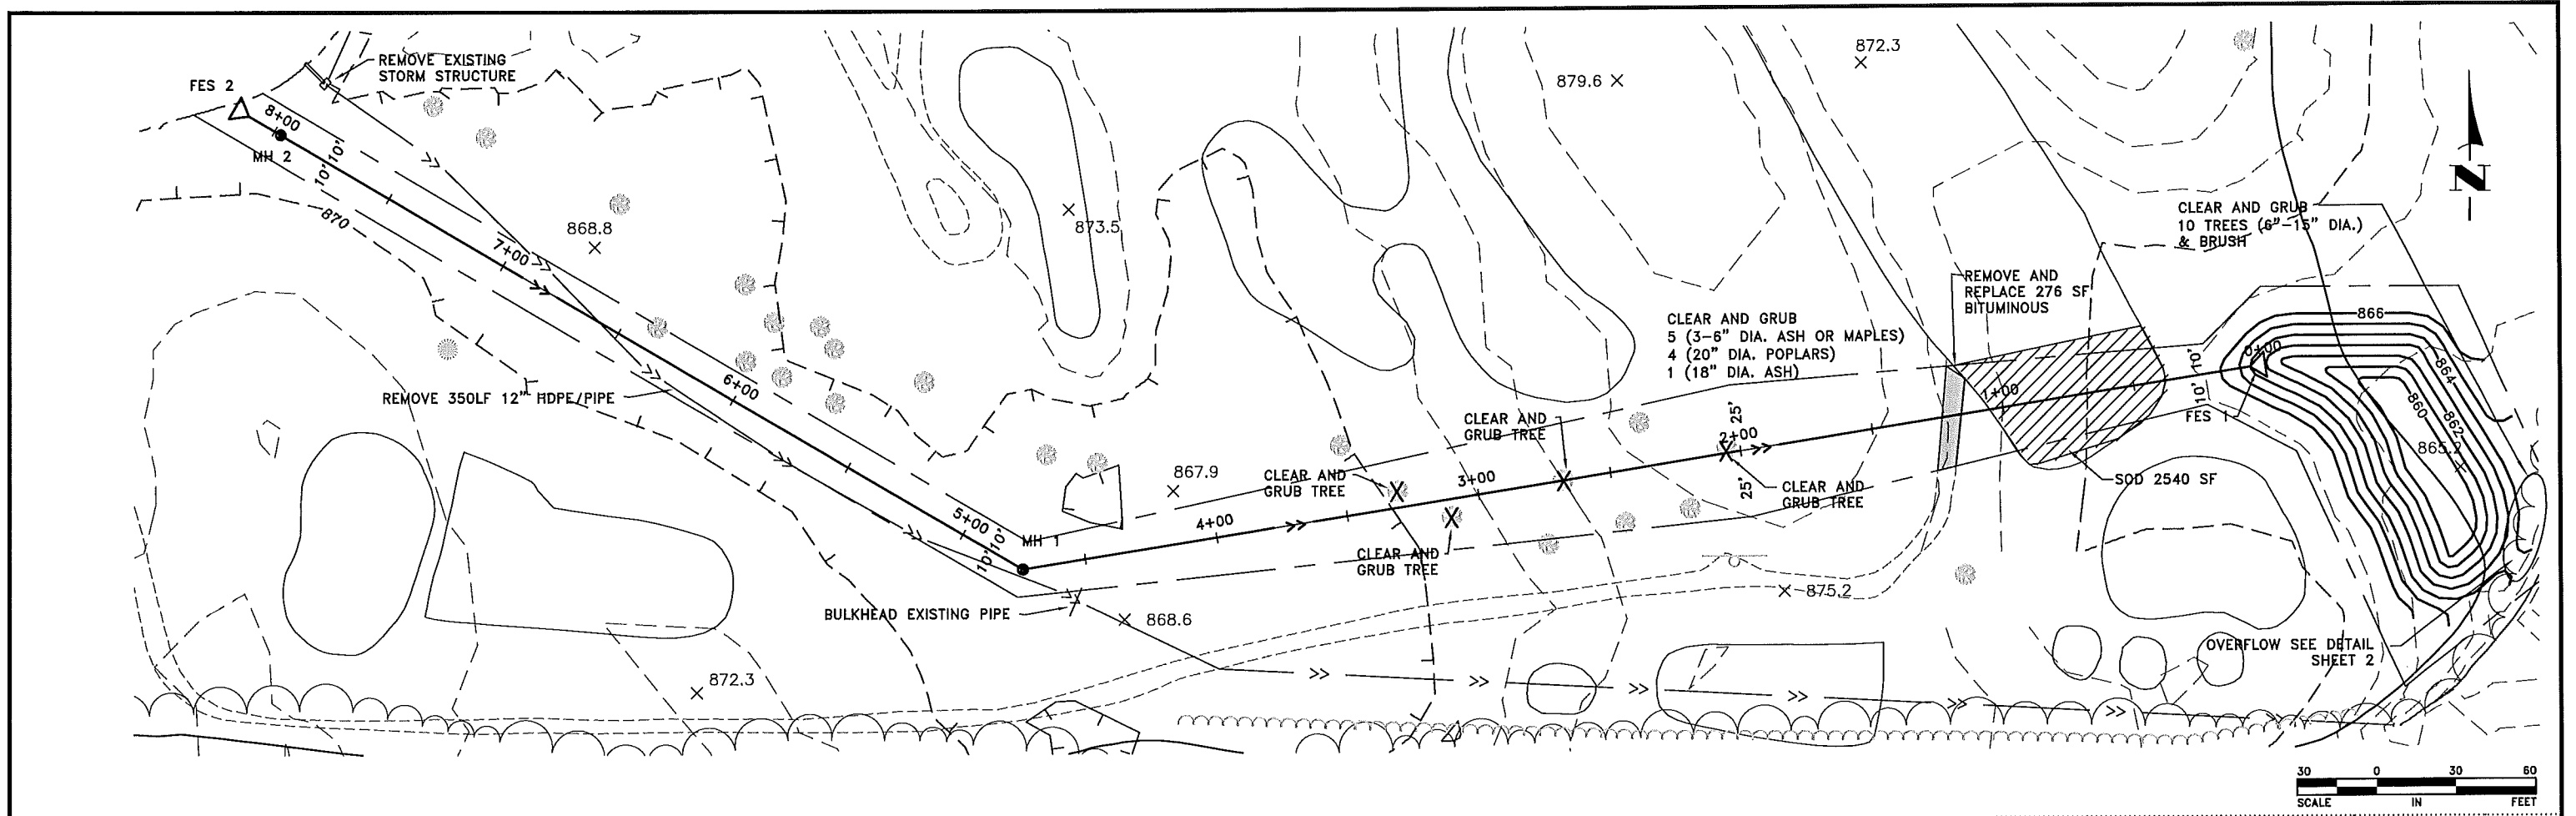 REMOVE EXISTING
STORM STRUCTURE
FES 2
8+00
MH 2
10' 10'
870
868.8
7+00
873.5
879.6
872.3
N
CLEAR AND GRUB
10 TREES (6"-15" DIA.)
& BRUSH
REMOVE AND
REPLACE 276 SF
BITUMINOUS
CLEAR AND GRUB
5 (3-6" DIA. ASH OR MAPLES)
4 (20" DIA. POPLARS)
1 (18" DIA. ASH)
866
0+00
864
10' 10'
860
862
865.2
FES 1
1+00
SOD 2540 SF
REMOVE 350LF 12" HDPE/PIPE
6+00
CLEAR AND
GRUB TREE
25'
2+00
25'
CLEAR AND
GRUB TREE
CLEAR AND
GRUB TREE
3+00
867.9
4+00
5+00
10' 10'
MH 1
CLEAR AND
GRUB TREE
BULKHEAD EXISTING PIPE
868.6
875.2
872.3
OVERFLOW SEE DETAIL
SHEET 2
30 0 30 60
SCALE IN FEET